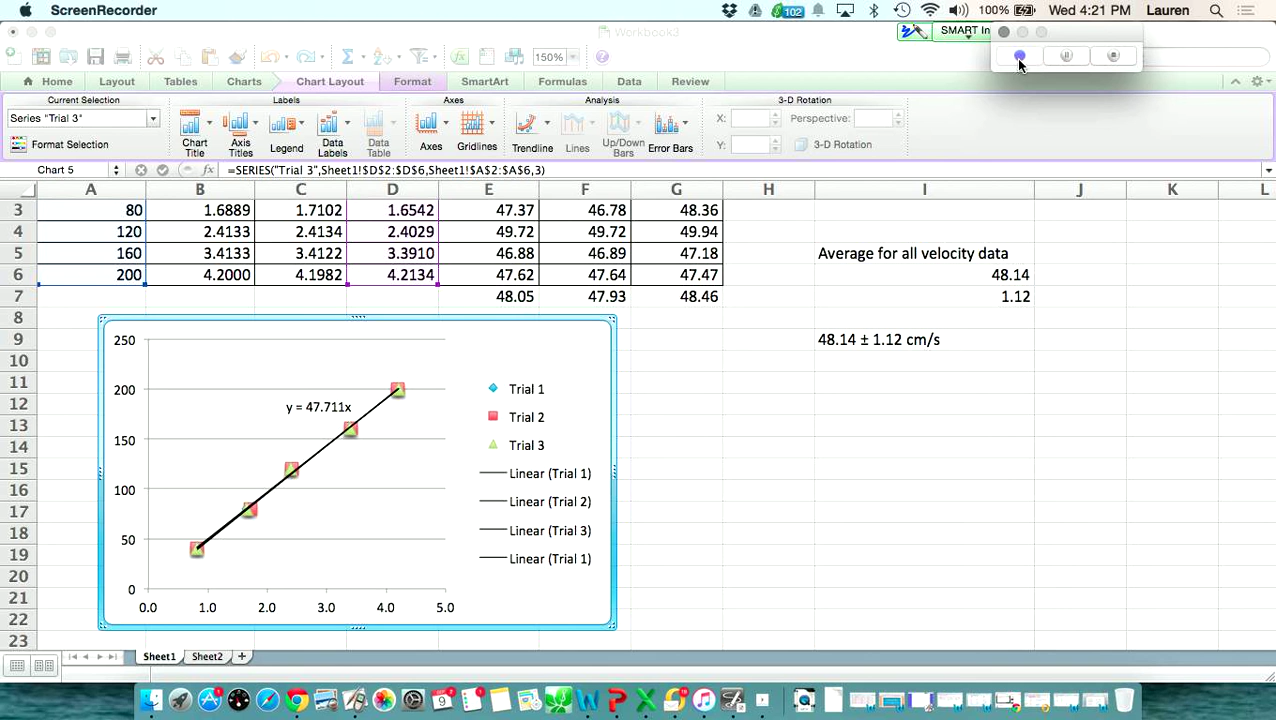 ScreenRecorder
102
100%
Wed 4:21 PM
Lauren
Workbook3
SMART In
150%
Home Layout Tables Charts Chart Layout Format SmartArt Formulas Data Review
Current Selection Labels Axes Analysis 3-D Rotation
Series "Trial 3"
Format Selection
Chart Title
Axis Titles
Legend
Data Labels
Data Table
Axes
Gridlines
Trendline
Lines
Up/Down Bars
Error Bars
X:
Perspective:
Y:
3-D Rotation
Chart 5
fx =SERIES("Trial 3",Sheet1!$D$2:$D$6,Sheet1!$A$2:$A$6,3)
A B C D E F G H I J K L
3 80 1.6889 1.7102 1.6542 47.37 46.78 48.36
4 120 2.4133 2.4134 2.4029 49.72 49.72 49.94
5 160 3.4133 3.4122 3.3910 46.88 46.89 47.18 Average for all velocity data
6 200 4.2000 4.1982 4.2134 47.62 47.64 47.47 48.14
7 48.05 47.93 48.46 1.12
8
9 48.14 ± 1.12 cm/s
10
11
12
13
14
15
16
17
18
19
20
21
22
23
250
200
150
100
50
0
0.0 1.0 2.0 3.0 4.0 5.0
y = 47.711x
Trial 1
Trial 2
Trial 3
Linear (Trial 1)
Linear (Trial 2)
Linear (Trial 3)
Linear (Trial 1)
Sheet1 Sheet2 +